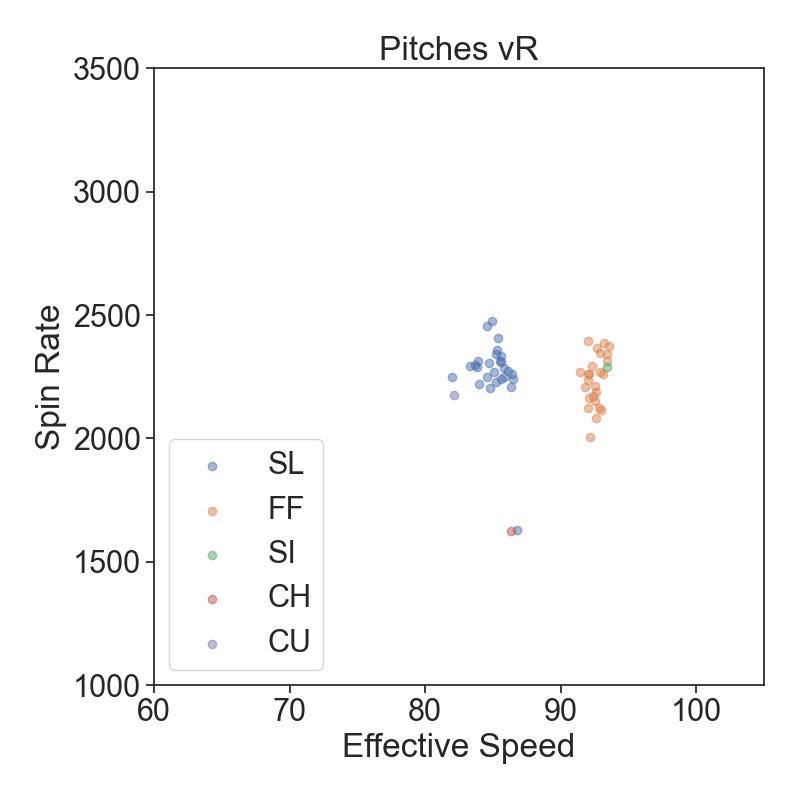 Pitches vR
3500
3000
2500
2000
1500
1000
Spin Rate
SL
FF
SI
CH
CU
60 70 80 90 100
Effective Speed